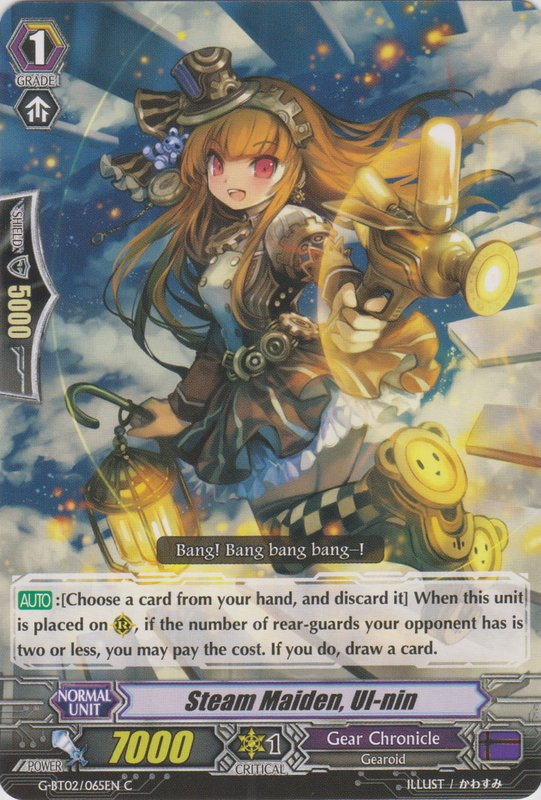 1
GRADE
SHIELD
5000
Bang! Bang bang bang–!
AUTO :[Choose a card from your hand, and discard it] When this unit
is placed on , if the number of rear-guards your opponent has is
two or less, you may pay the cost. If you do, draw a card.
NORMAL
UNIT
Steam Maiden, Ul-nin
POWER
7000
1
CRITICAL
Gear Chronicle
Gearoid
G-BT02/065EN C
ILLUST / かわすみ